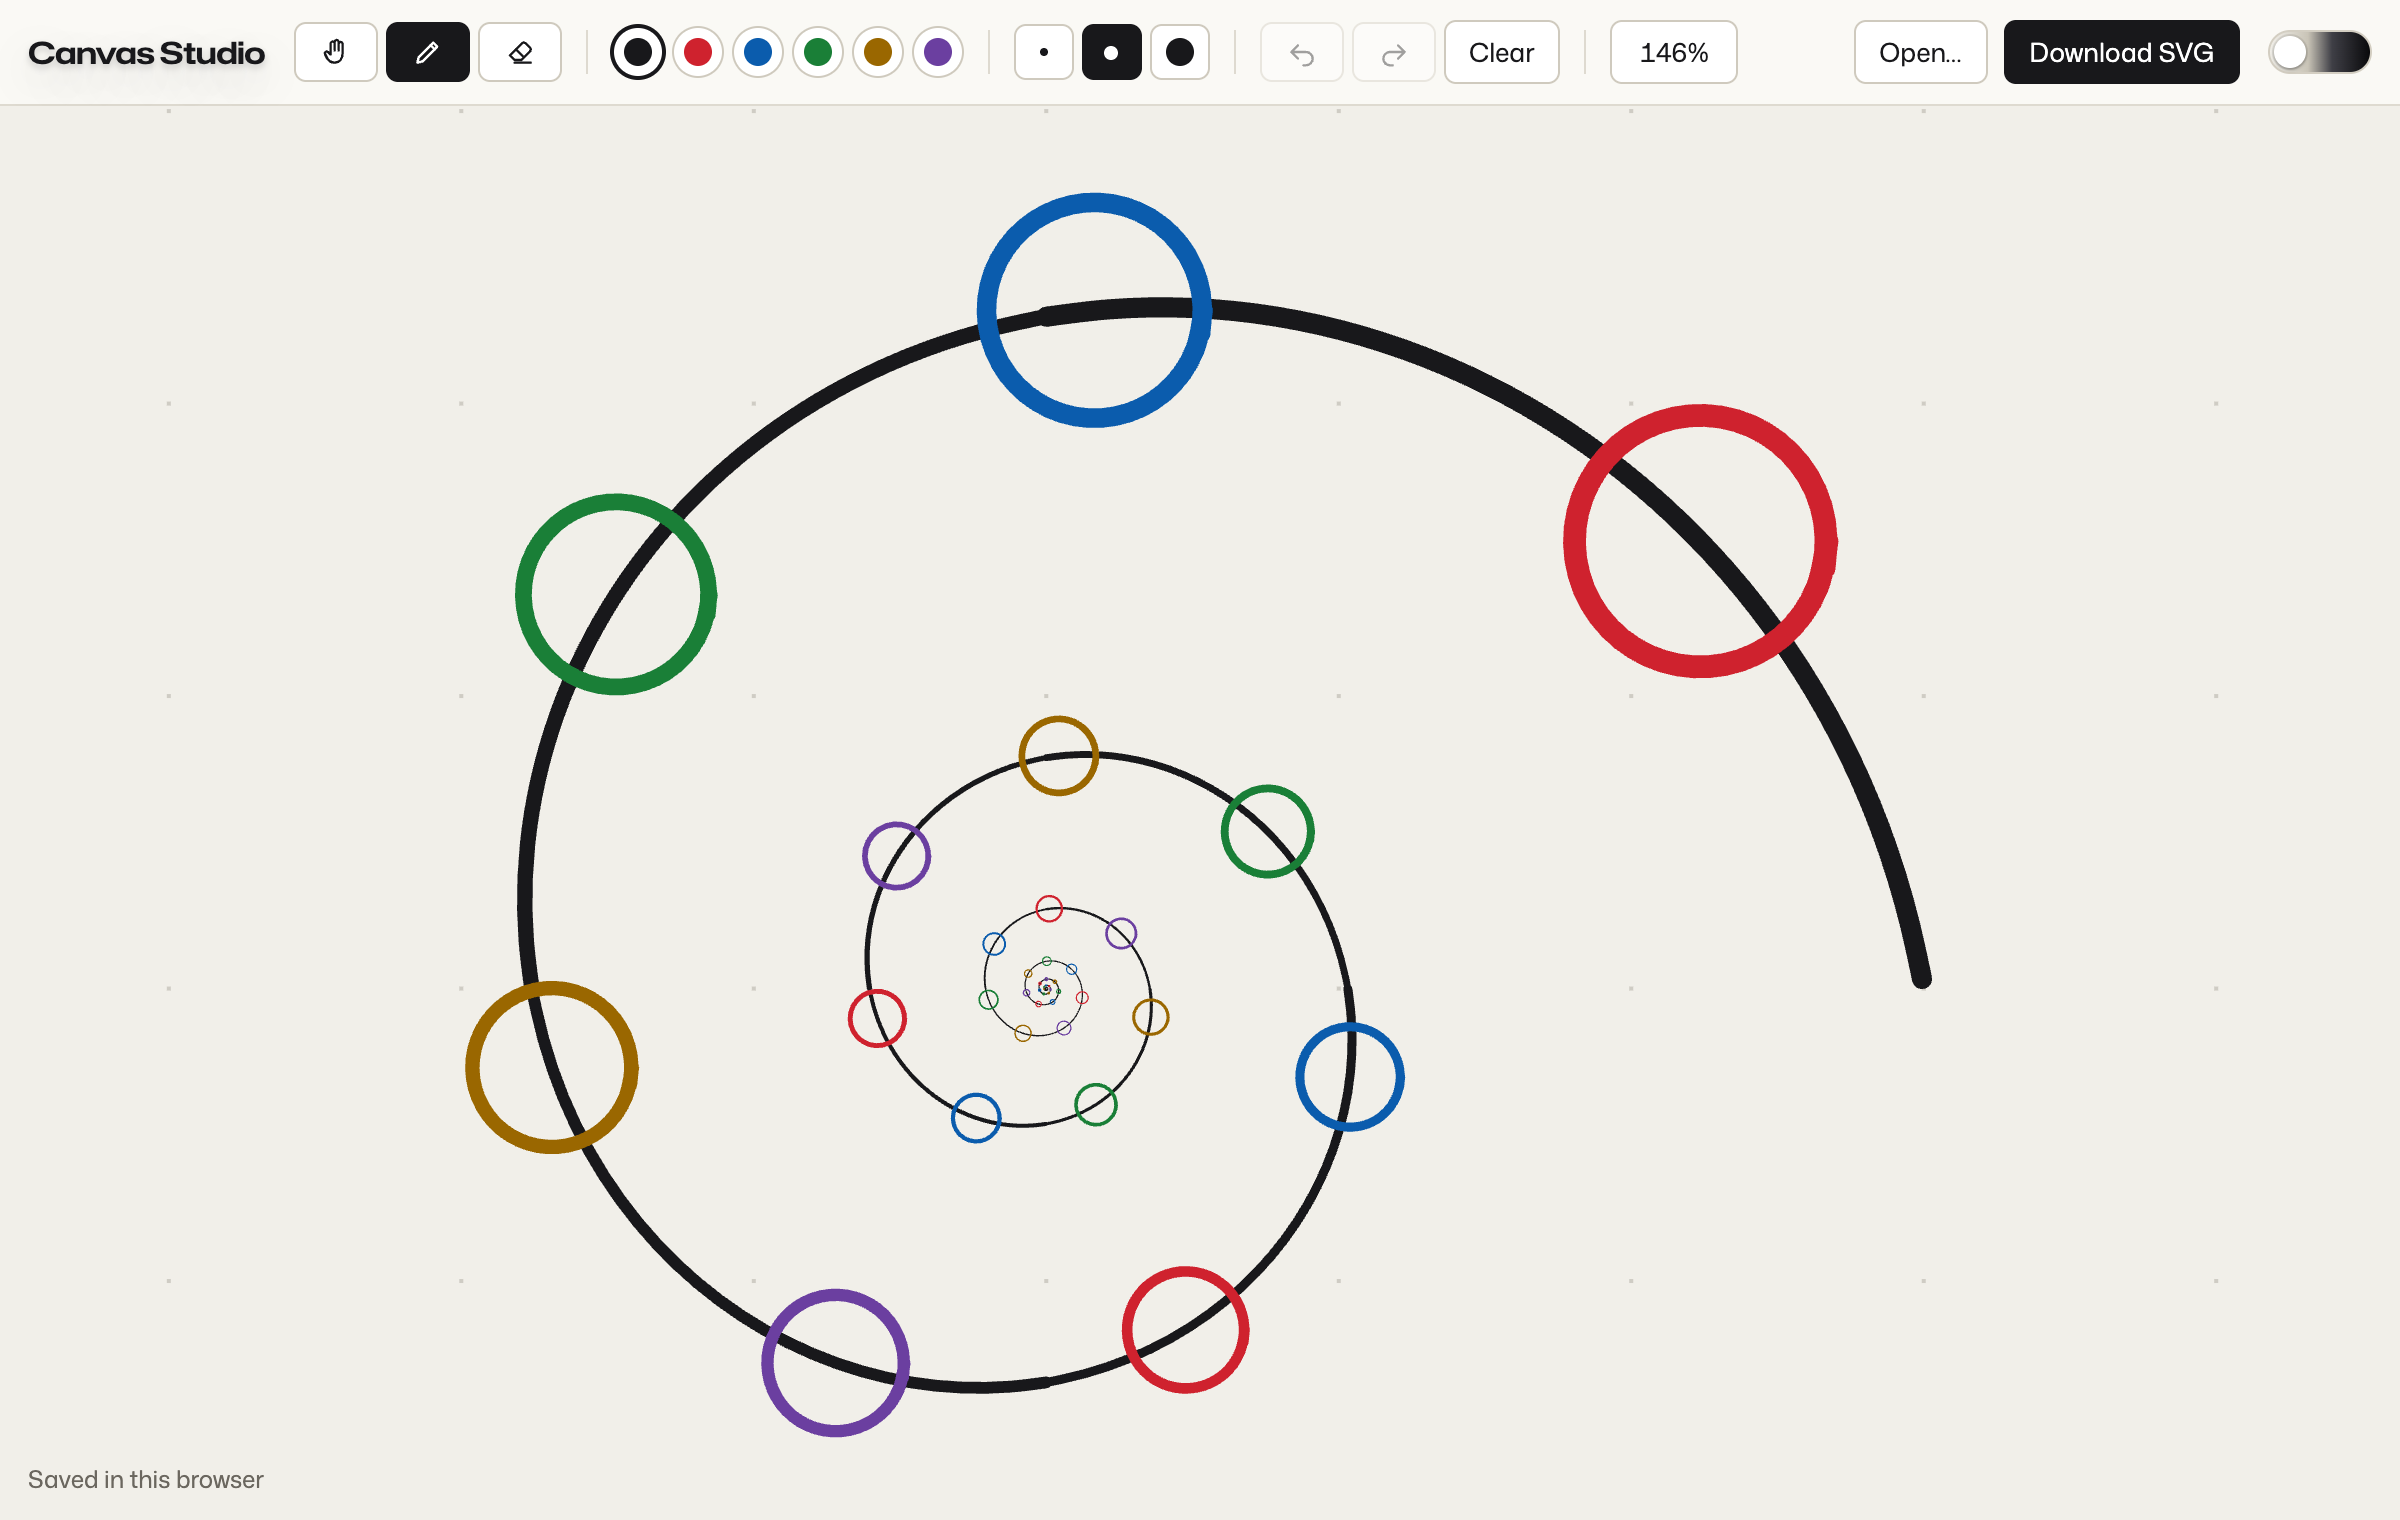 Canvas Studio
Clear
146%
Open...
Download SVG
Saved in this browser